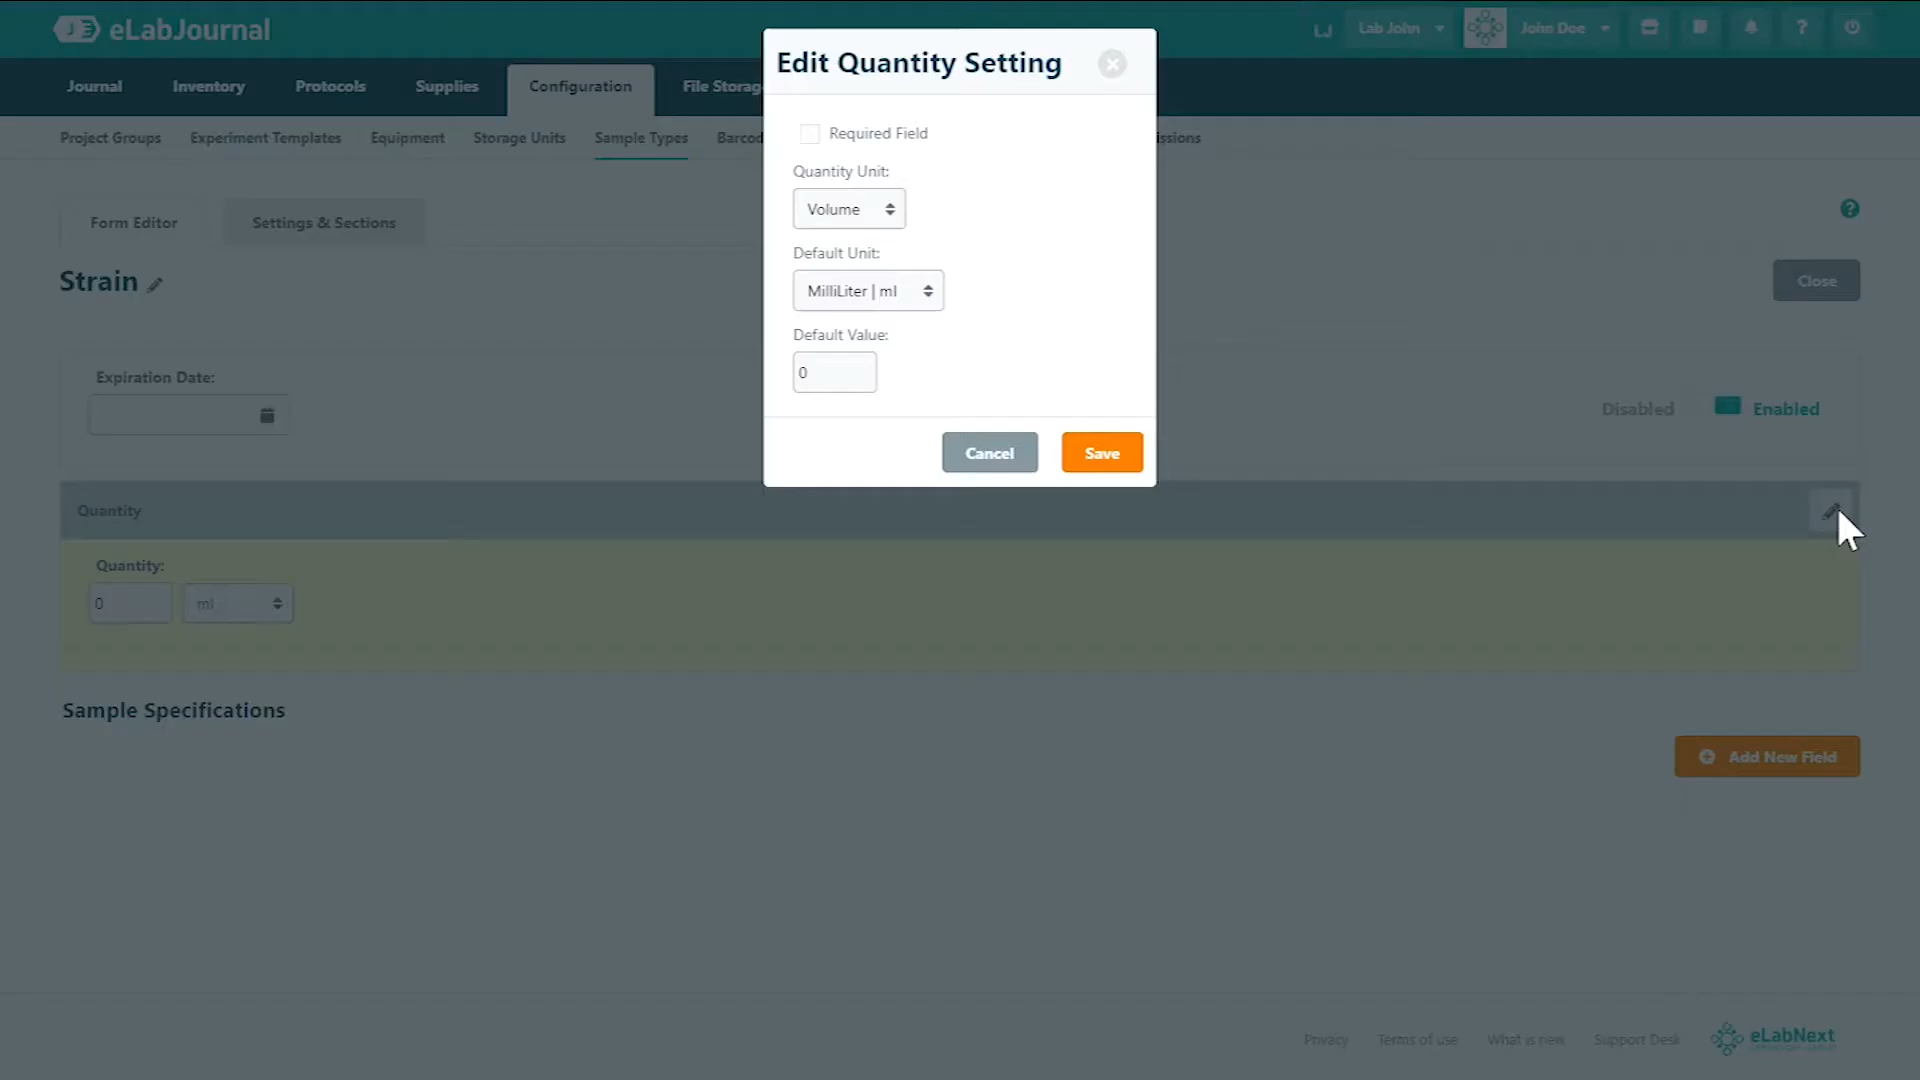 eLabJournal
LJ Lab John John Doe ?
Journal Inventory Protocols Supplies Configuration File Storag
Project Groups Experiment Templates Equipment Storage Units Sample Types Barcod issions
Edit Quantity Setting
Required Field
Quantity Unit:
Volume
Default Unit:
MilliLiter | ml
Default Value:
0
Cancel Save
Form Editor Settings & Sections ?
Strain
Close
Expiration Date:
Disabled Enabled
Quantity
Quantity:
0 ml
Sample Specifications
Add New Field
Privacy Terms of use What is new Support Desk eLabNext